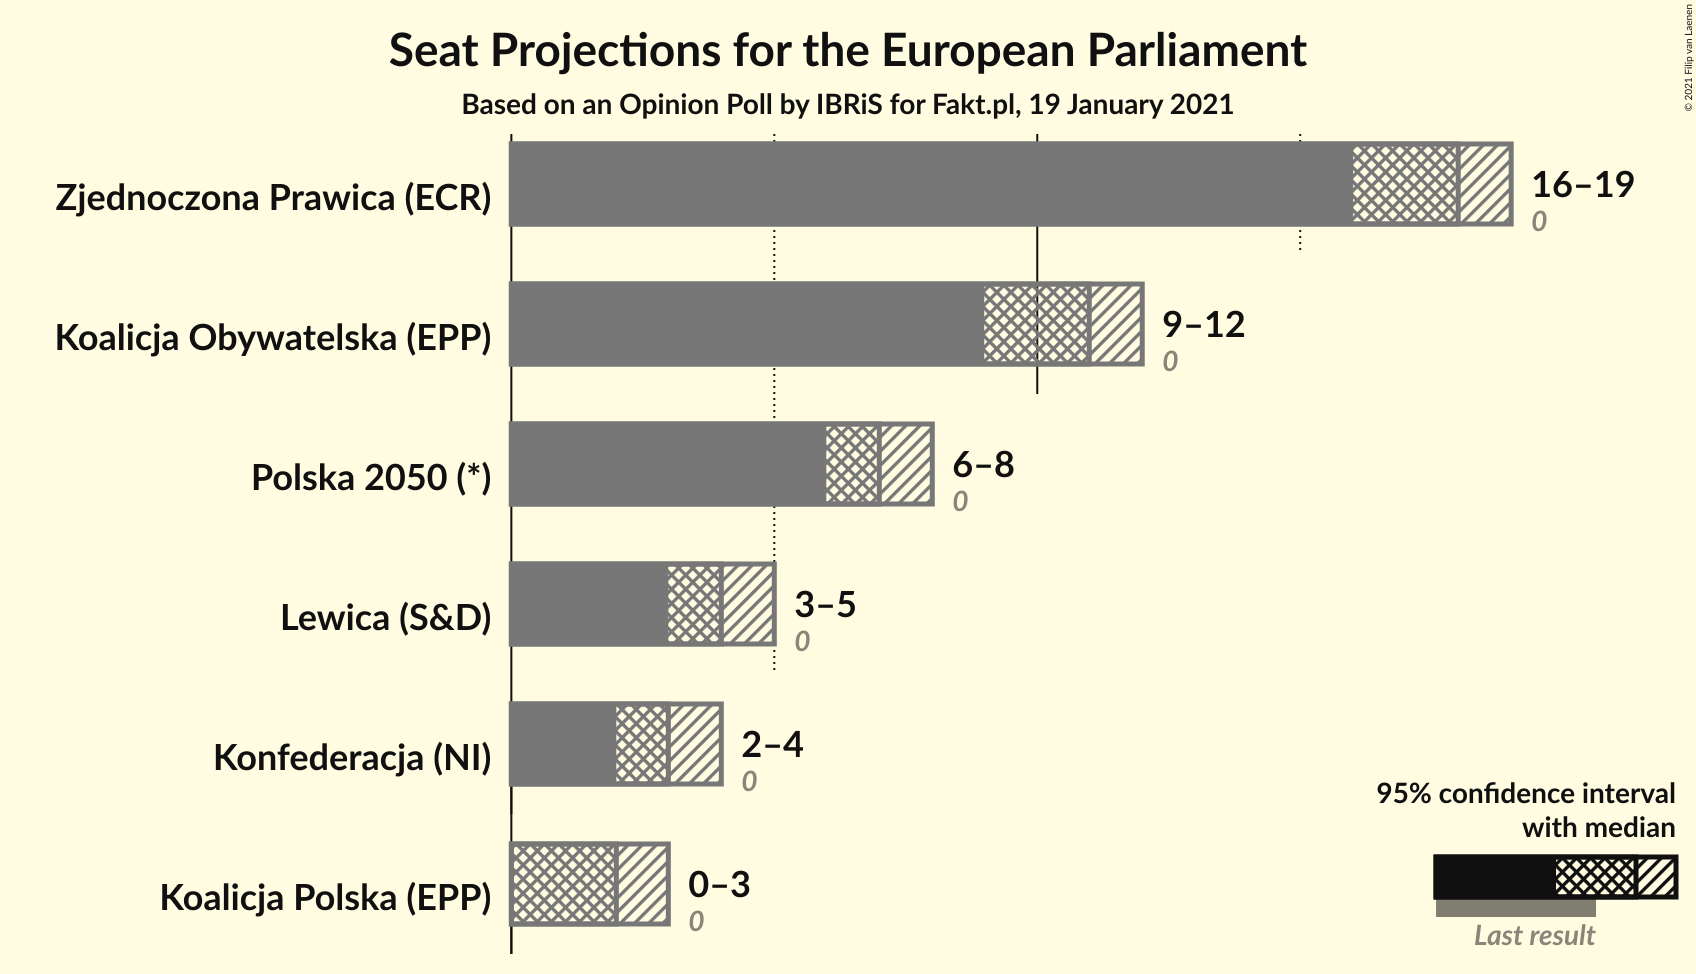 Seat Projections for the European Parliament
Based on an Opinion Poll by IBRiS for Fakt.pl, 19 January 2021
© 2021 Filip van Laenen
Zjednoczona Prawica (ECR)
16–19
0
Koalicja Obywatelska (EPP)
9–12
0
Polska 2050 (*)
6–8
0
Lewica (S&D)
3–5
0
Konfederacja (NI)
2–4
0
Koalicja Polska (EPP)
0–3
0
95% confidence interval
with median
Last result